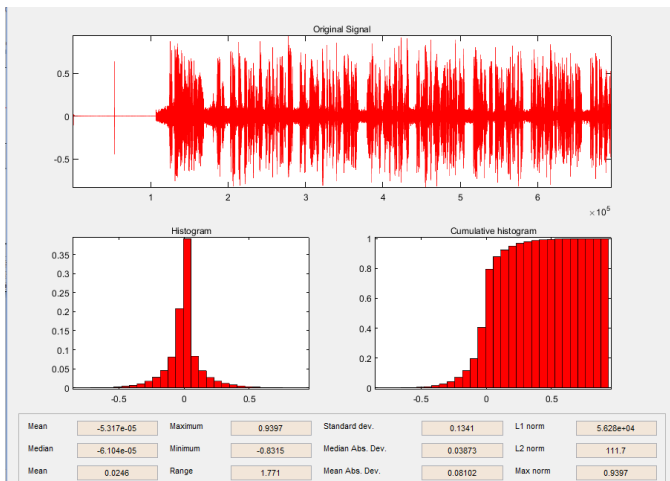 Original Signal
0.5
0
-0.5
1 2 3 4 5 6
×10⁵
Histogram Cumulative histogram
0.35
0.3
0.25
0.2
0.15
0.1
0.05
0
-0.5 0 0.5
1
0.8
0.6
0.4
0.2
0
-0.5 0 0.5
Mean -5.317e-05 Maximum 0.9397 Standard dev. 0.1341 L1 norm 5.628e+04
Median -6.104e-05 Minimum -0.8315 Median Abs. Dev. 0.03873 L2 norm 111.7
Mean 0.0246 Range 1.771 Mean Abs. Dev. 0.08102 Max norm 0.9397